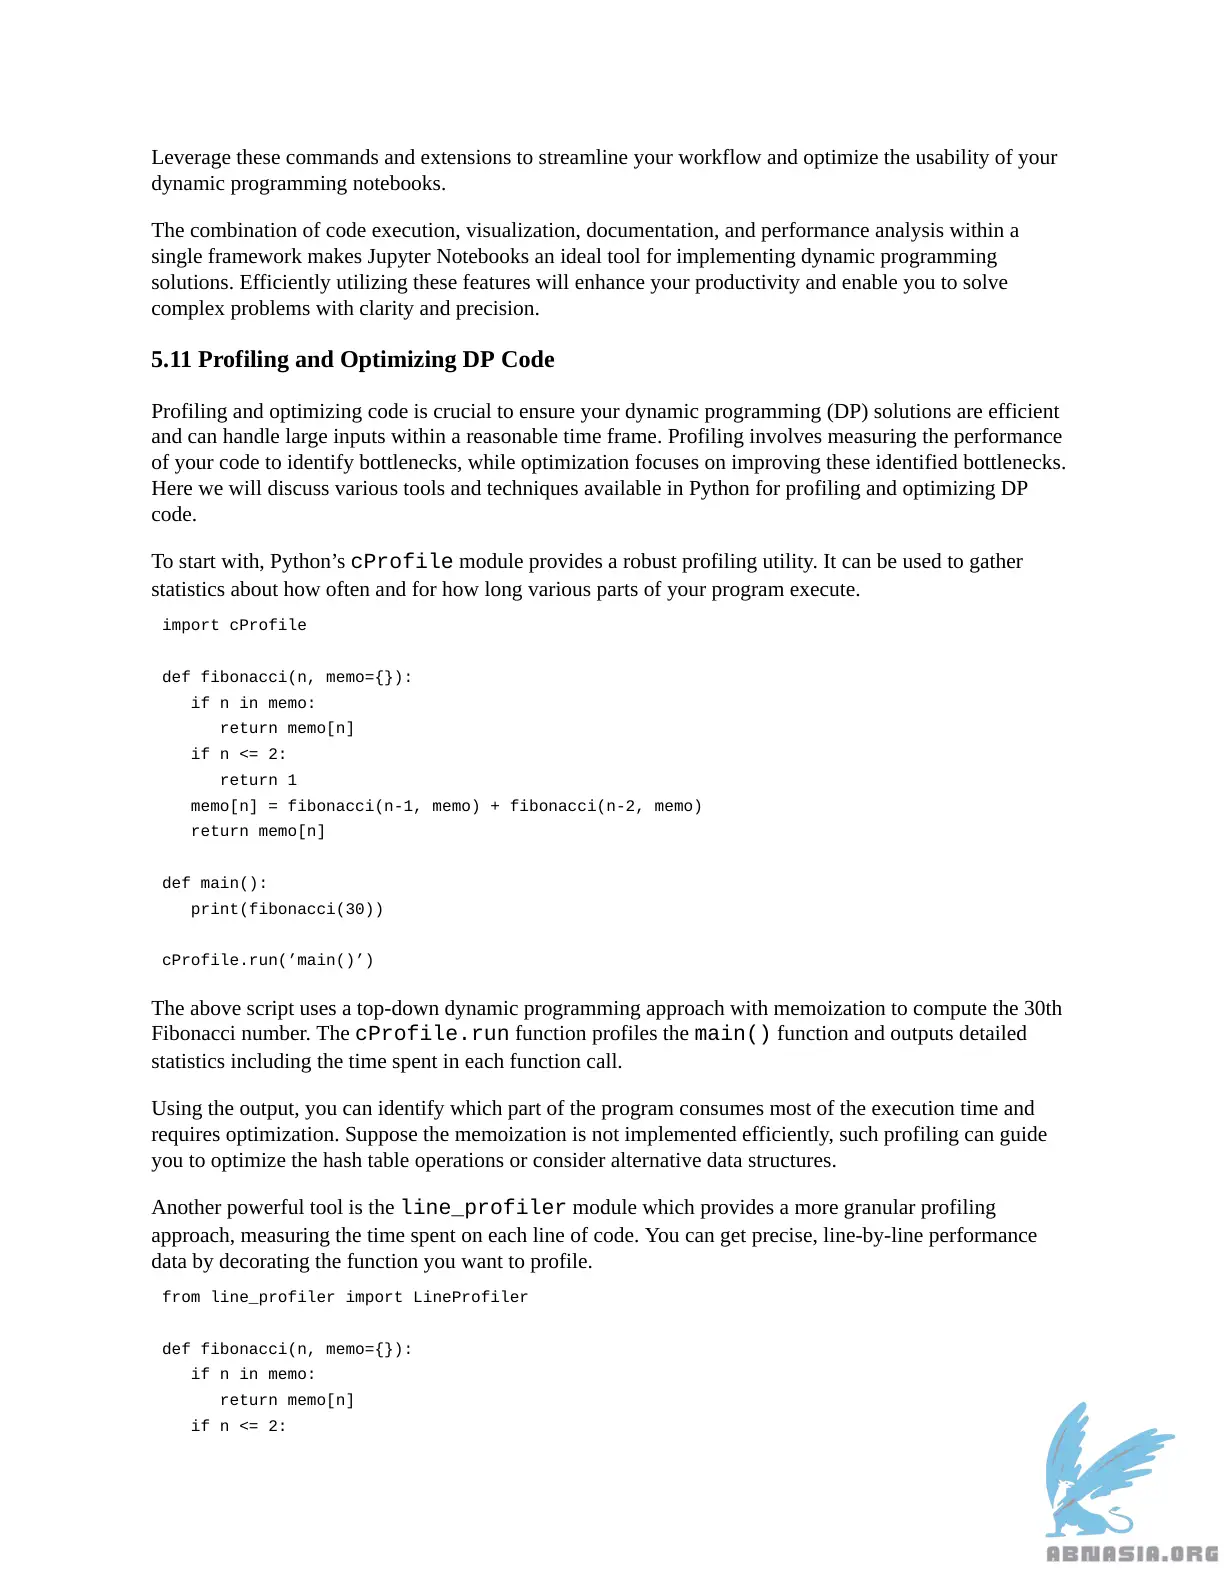 Leverage these commands and extensions to streamline your workflow and optimize the usability of your
dynamic programming notebooks.
The combination of code execution, visualization, documentation, and performance analysis within a
single framework makes Jupyter Notebooks an ideal tool for implementing dynamic programming
solutions. Efficiently utilizing these features will enhance your productivity and enable you to solve
complex problems with clarity and precision.
5.11 Profiling and Optimizing DP Code
Profiling and optimizing code is crucial to ensure your dynamic programming (DP) solutions are efficient
and can handle large inputs within a reasonable time frame. Profiling involves measuring the performance
of your code to identify bottlenecks, while optimization focuses on improving these identified bottlenecks.
Here we will discuss various tools and techniques available in Python for profiling and optimizing DP
code.
To start with, Python’s cProfile module provides a robust profiling utility. It can be used to gather
statistics about how often and for how long various parts of your program execute.
import cProfile
def fibonacci(n, memo={}):
   if n in memo:
      return memo[n]
   if n <= 2:
      return 1
   memo[n] = fibonacci(n-1, memo) + fibonacci(n-2, memo)
   return memo[n]
def main():
   print(fibonacci(30))
cProfile.run(’main()’)
The above script uses a top-down dynamic programming approach with memoization to compute the 30th
Fibonacci number. The cProfile.run function profiles the main() function and outputs detailed
statistics including the time spent in each function call.
Using the output, you can identify which part of the program consumes most of the execution time and
requires optimization. Suppose the memoization is not implemented efficiently, such profiling can guide
you to optimize the hash table operations or consider alternative data structures.
Another powerful tool is the line_profiler module which provides a more granular profiling
approach, measuring the time spent on each line of code. You can get precise, line-by-line performance
data by decorating the function you want to profile.
from line_profiler import LineProfiler
def fibonacci(n, memo={}):
   if n in memo:
      return memo[n]
   if n <= 2:
ABNASIA.ORG